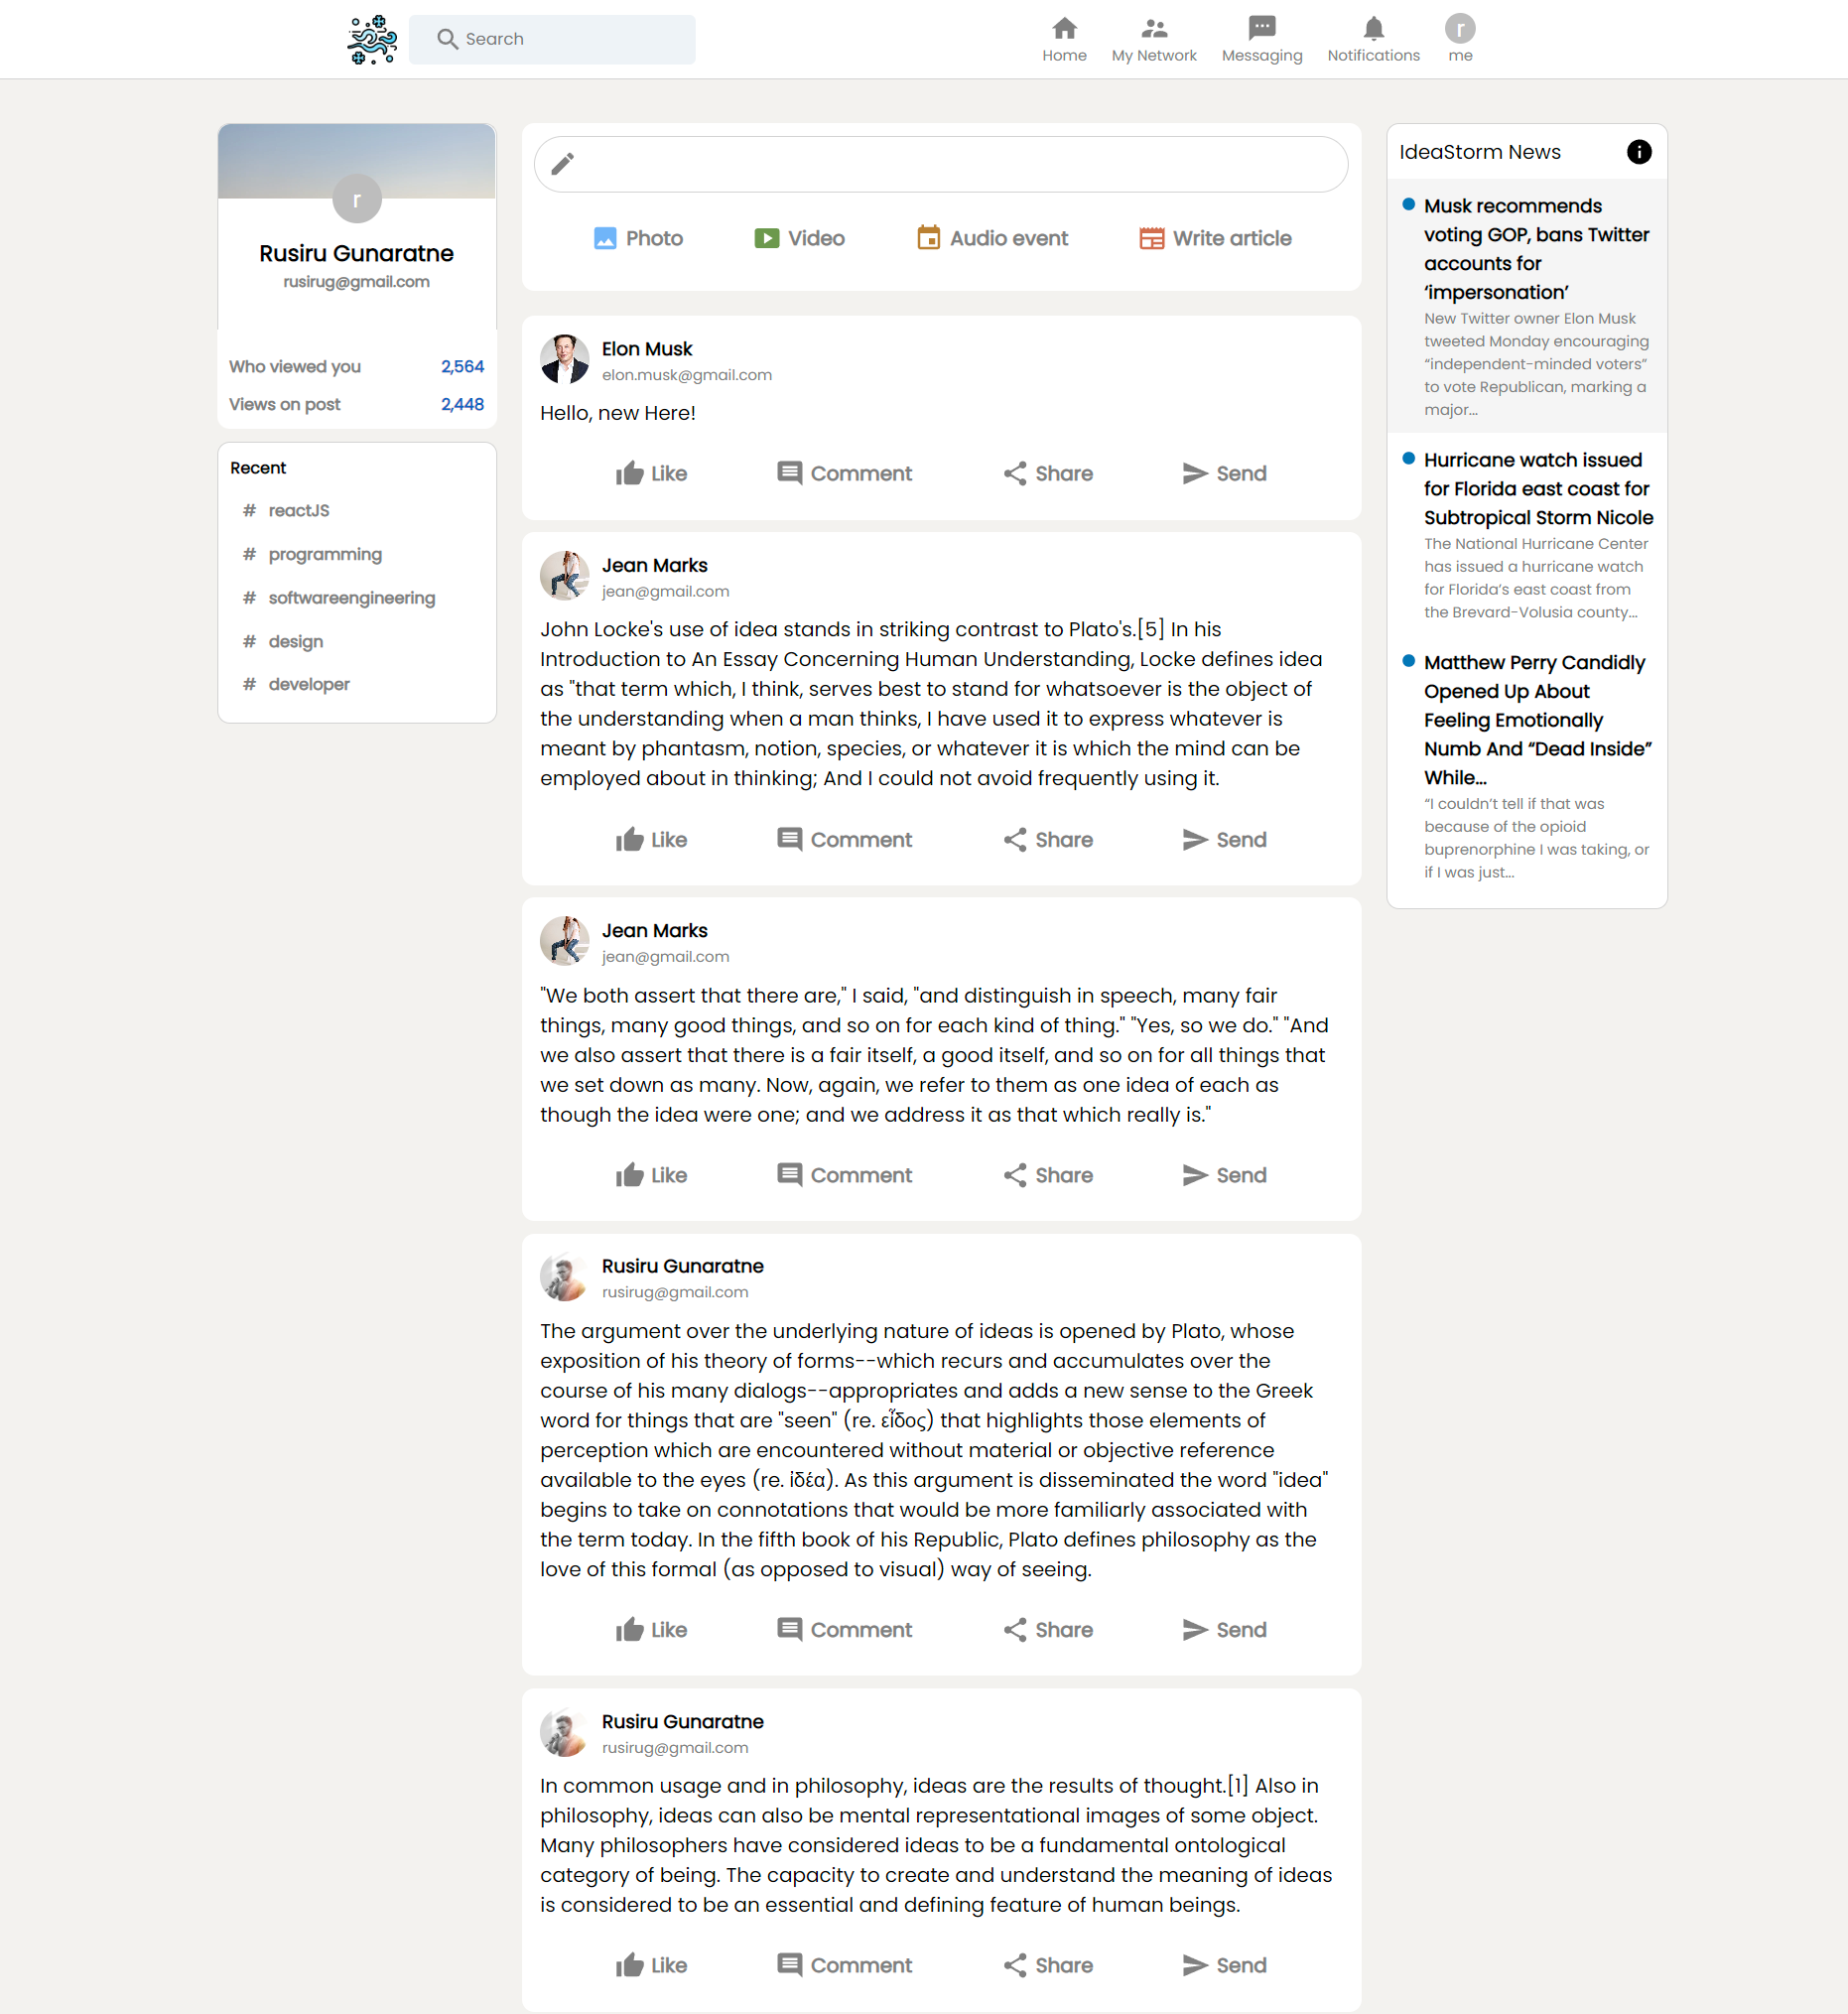 Search
Home
My Network
Messaging
Notifications
r
me
r
Rusiru Gunaratne
rusirug@gmail.com
Who viewed you 2,564
Views on post 2,448
Recent
# reactJS
# programming
# softwareengineering
# design
# developer
Photo
Video
Audio event
Write article
Elon Musk
elon.musk@gmail.com
Hello, new Here!
Like Comment Share Send
Jean Marks
jean@gmail.com
John Locke's use of idea stands in striking contrast to Plato's.[5] In his
Introduction to An Essay Concerning Human Understanding, Locke defines idea
as "that term which, I think, serves best to stand for whatsoever is the object of
the understanding when a man thinks, I have used it to express whatever is
meant by phantasm, notion, species, or whatever it is which the mind can be
employed about in thinking; And I could not avoid frequently using it.
Like Comment Share Send
Jean Marks
jean@gmail.com
"We both assert that there are," I said, "and distinguish in speech, many fair
things, many good things, and so on for each kind of thing." "Yes, so we do." "And
we also assert that there is a fair itself, a good itself, and so on for all things that
we set down as many. Now, again, we refer to them as one idea of each as
though the idea were one; and we address it as that which really is."
Like Comment Share Send
Rusiru Gunaratne
rusirug@gmail.com
The argument over the underlying nature of ideas is opened by Plato, whose
exposition of his theory of forms--which recurs and accumulates over the
course of his many dialogs--appropriates and adds a new sense to the Greek
word for things that are "seen" (re. εἶδος) that highlights those elements of
perception which are encountered without material or objective reference
available to the eyes (re. ἰδέα). As this argument is disseminated the word "idea"
begins to take on connotations that would be more familiarly associated with
the term today. In the fifth book of his Republic, Plato defines philosophy as the
love of this formal (as opposed to visual) way of seeing.
Like Comment Share Send
Rusiru Gunaratne
rusirug@gmail.com
In common usage and in philosophy, ideas are the results of thought.[1] Also in
philosophy, ideas can also be mental representational images of some object.
Many philosophers have considered ideas to be a fundamental ontological
category of being. The capacity to create and understand the meaning of ideas
is considered to be an essential and defining feature of human beings.
Like Comment Share Send
IdeaStorm News
Musk recommends
voting GOP, bans Twitter
accounts for
‘impersonation’
New Twitter owner Elon Musk
tweeted Monday encouraging
“independent-minded voters”
to vote Republican, marking a
major...
Hurricane watch issued
for Florida east coast for
Subtropical Storm Nicole
The National Hurricane Center
has issued a hurricane watch
for Florida’s east coast from
the Brevard-Volusia county...
Matthew Perry Candidly
Opened Up About
Feeling Emotionally
Numb And “Dead Inside”
While...
“I couldn’t tell if that was
because of the opioid
buprenorphine I was taking, or
if I was just...